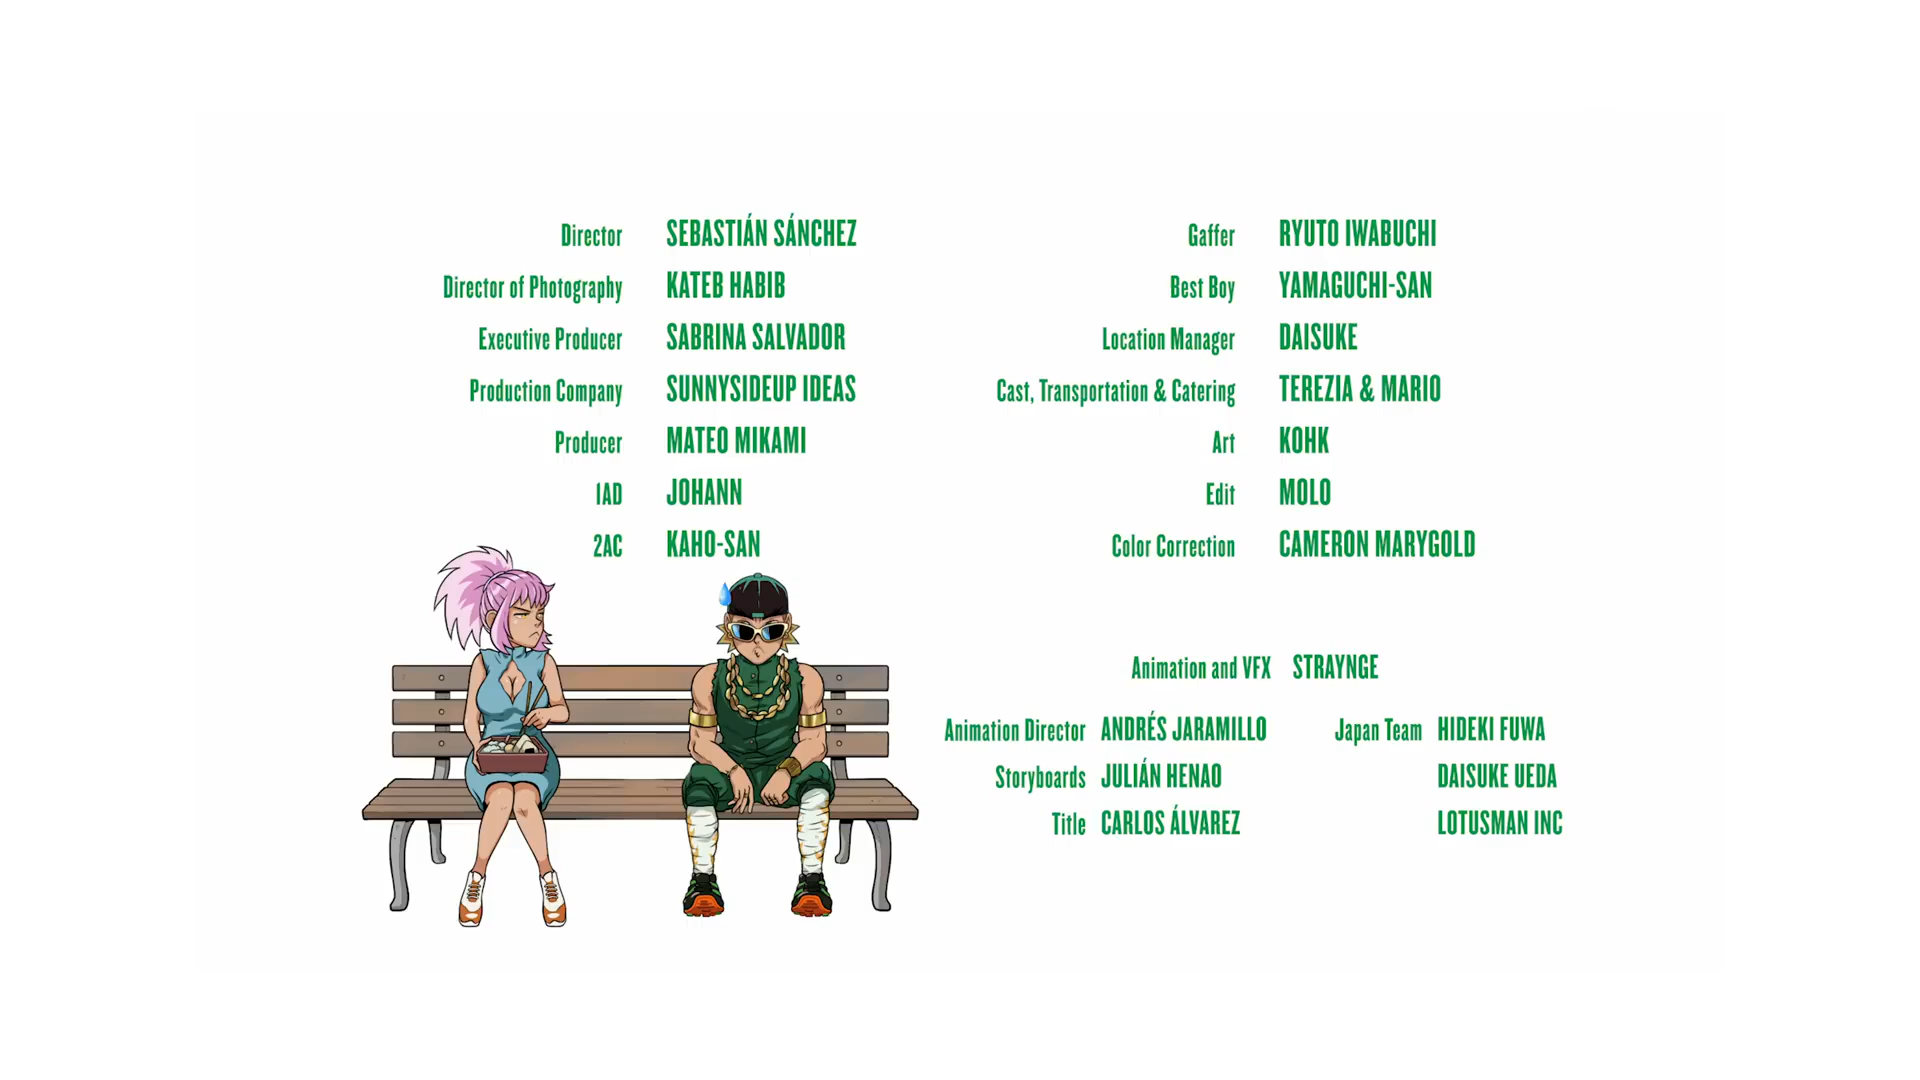 Director SEBASTIÁN SÁNCHEZ
Director of Photography KATEB HABIB
Executive Producer SABRINA SALVADOR
Production Company SUNNYSIDEUP IDEAS
Producer MATEO MIKAMI
1AD JOHANN
2AC KAHO-SAN
Gaffer RYUTO IWABUCHI
Best Boy YAMAGUCHI-SAN
Location Manager DAISUKE
Cast, Transportation & Catering TEREZIA & MARIO
Art KOHK
Edit MOLO
Color Correction CAMERON MARYGOLD
Animation and VFX STRAYNGE
Animation Director ANDRÉS JARAMILLO
Storyboards JULIÁN HENAO
Title CARLOS ÁLVAREZ
Japan Team HIDEKI FUWA
DAISUKE UEDA
LOTUSMAN INC